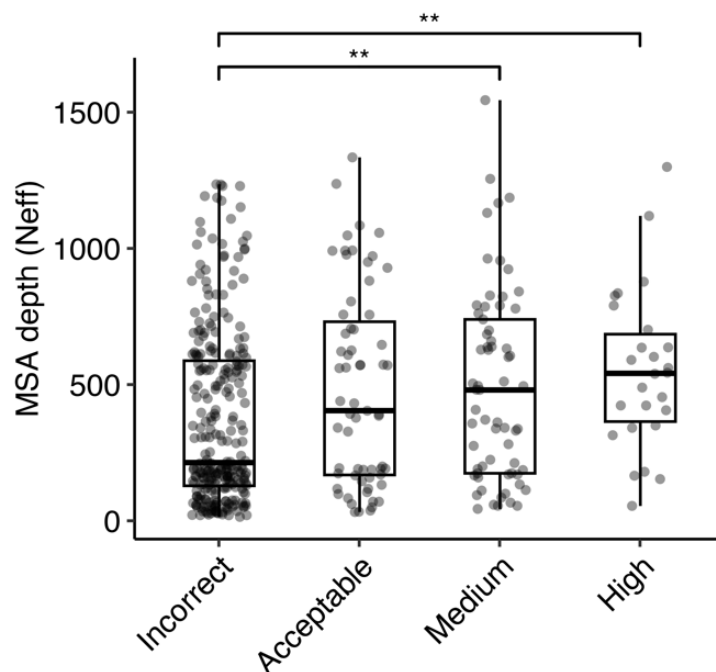 **
**
MSA depth (Neff)
1500
1000
500
0
Incorrect
Acceptable
Medium
High